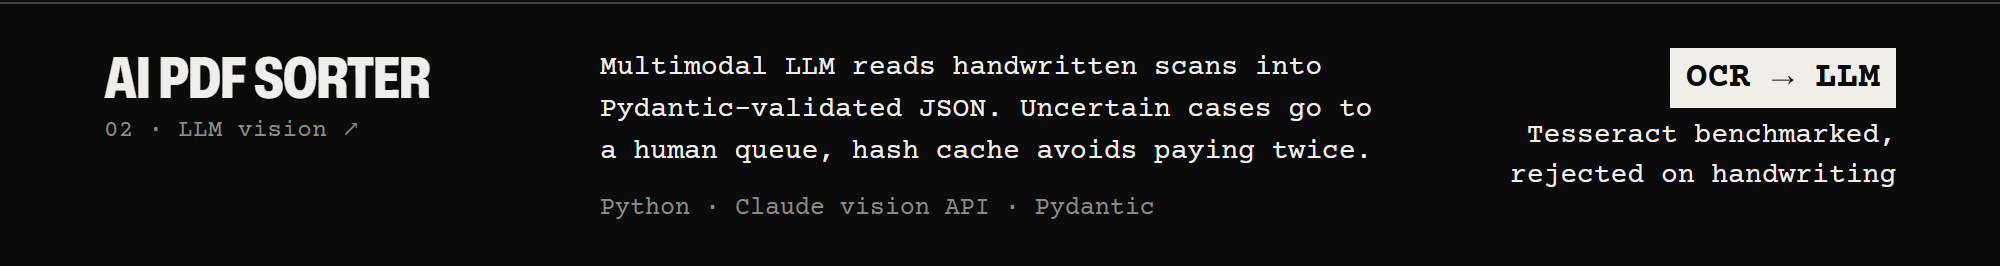 AI PDF SORTER
02 · LLM vision ↗
Multimodal LLM reads handwritten scans into
Pydantic-validated JSON. Uncertain cases go to
a human queue, hash cache avoids paying twice.
Python · Claude vision API · Pydantic
OCR → LLM
Tesseract benchmarked,
rejected on handwriting